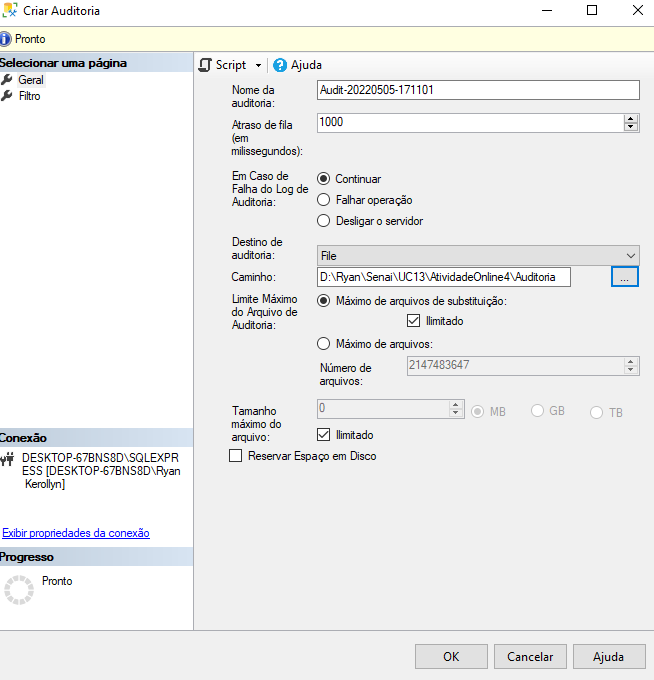 Criar Auditoria
Pronto
Selecionar uma página
Geral
Filtro
Script
Ajuda
Nome da
auditoria:
Audit-20220505-171101
Atraso de fila
(em
milissegundos):
1000
Em Caso de
Falha do Log de
Auditoria:
Continuar
Falhar operação
Desligar o servidor
Destino de
auditoria:
File
Caminho:
D:\Ryan\Senai\UC13\AtividadeOnline4\Auditoria
...
Limite Máximo
do Arquivo de
Auditoria:
Máximo de arquivos de substituição:
Ilimitado
Máximo de arquivos:
Número de
arquivos:
2147483647
Tamanho
máximo do
arquivo:
0
MB
GB
TB
Ilimitado
Reservar Espaço em Disco
Conexão
DESKTOP-67BNS8D\SQLEXPR
ESS [DESKTOP-67BNS8D\Ryan
Kerollyn]
Exibir propriedades da conexão
Progresso
Pronto
OK
Cancelar
Ajuda